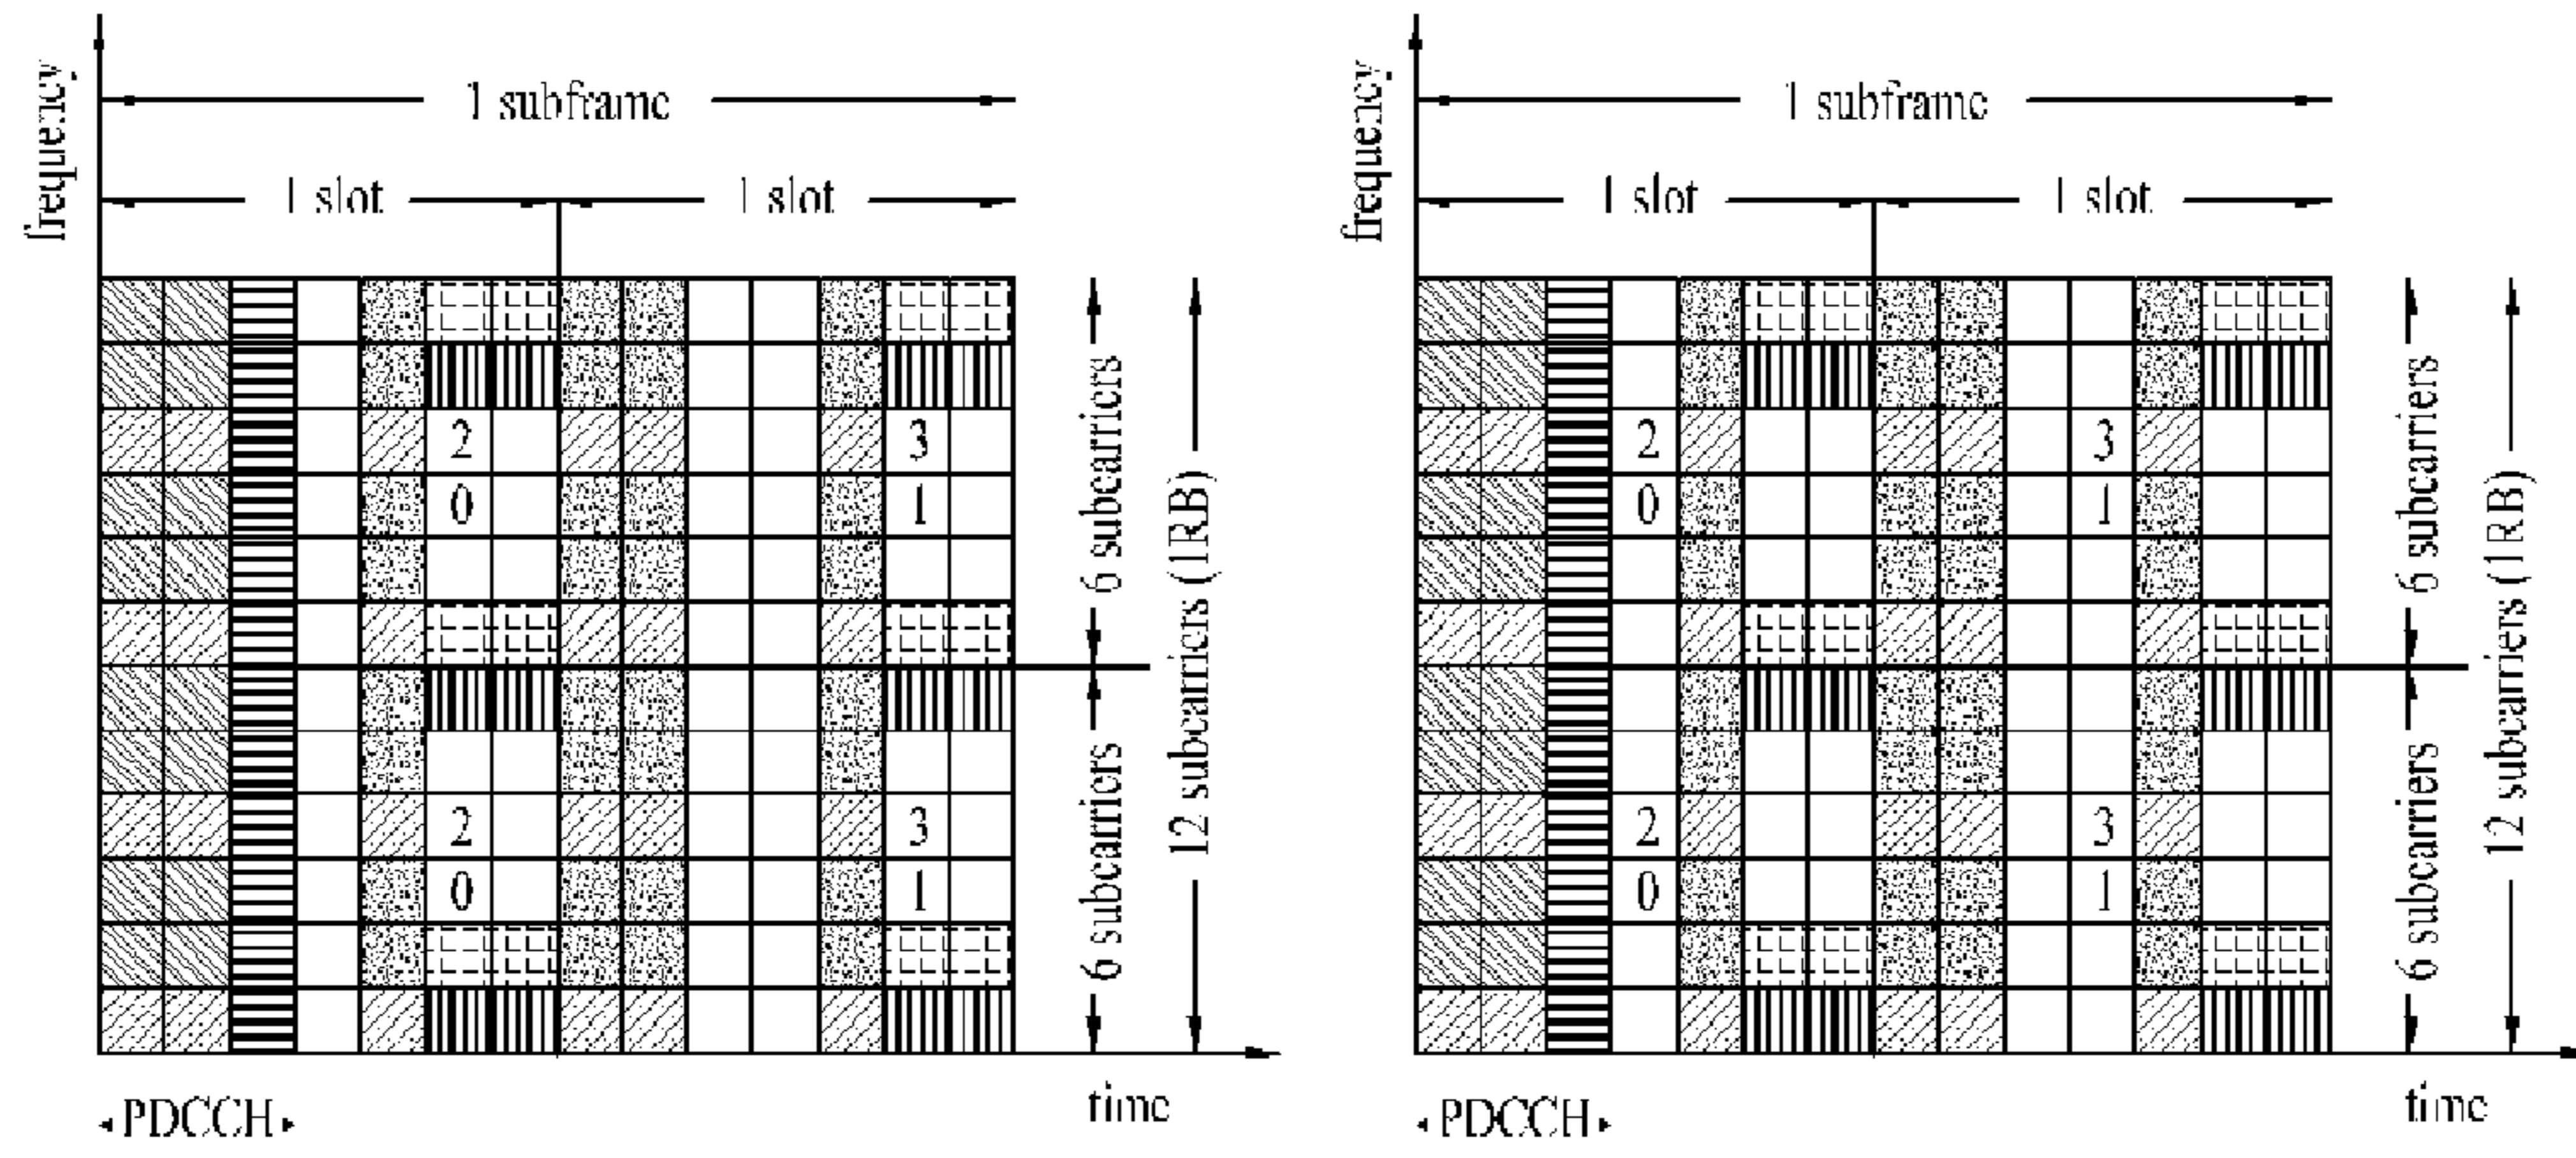 frequency
1 subframe
1 slot
1 slot
2
3
0
1
2
3
0
1
6 subcarriers
6 subcarriers
12 subcarriers (1RB)
time
PDCCH
frequency
1 subframe
1 slot
1 slot
2
3
0
1
2
3
0
1
6 subcarriers
6 subcarriers
12 subcarriers (1RB)
time
PDCCH